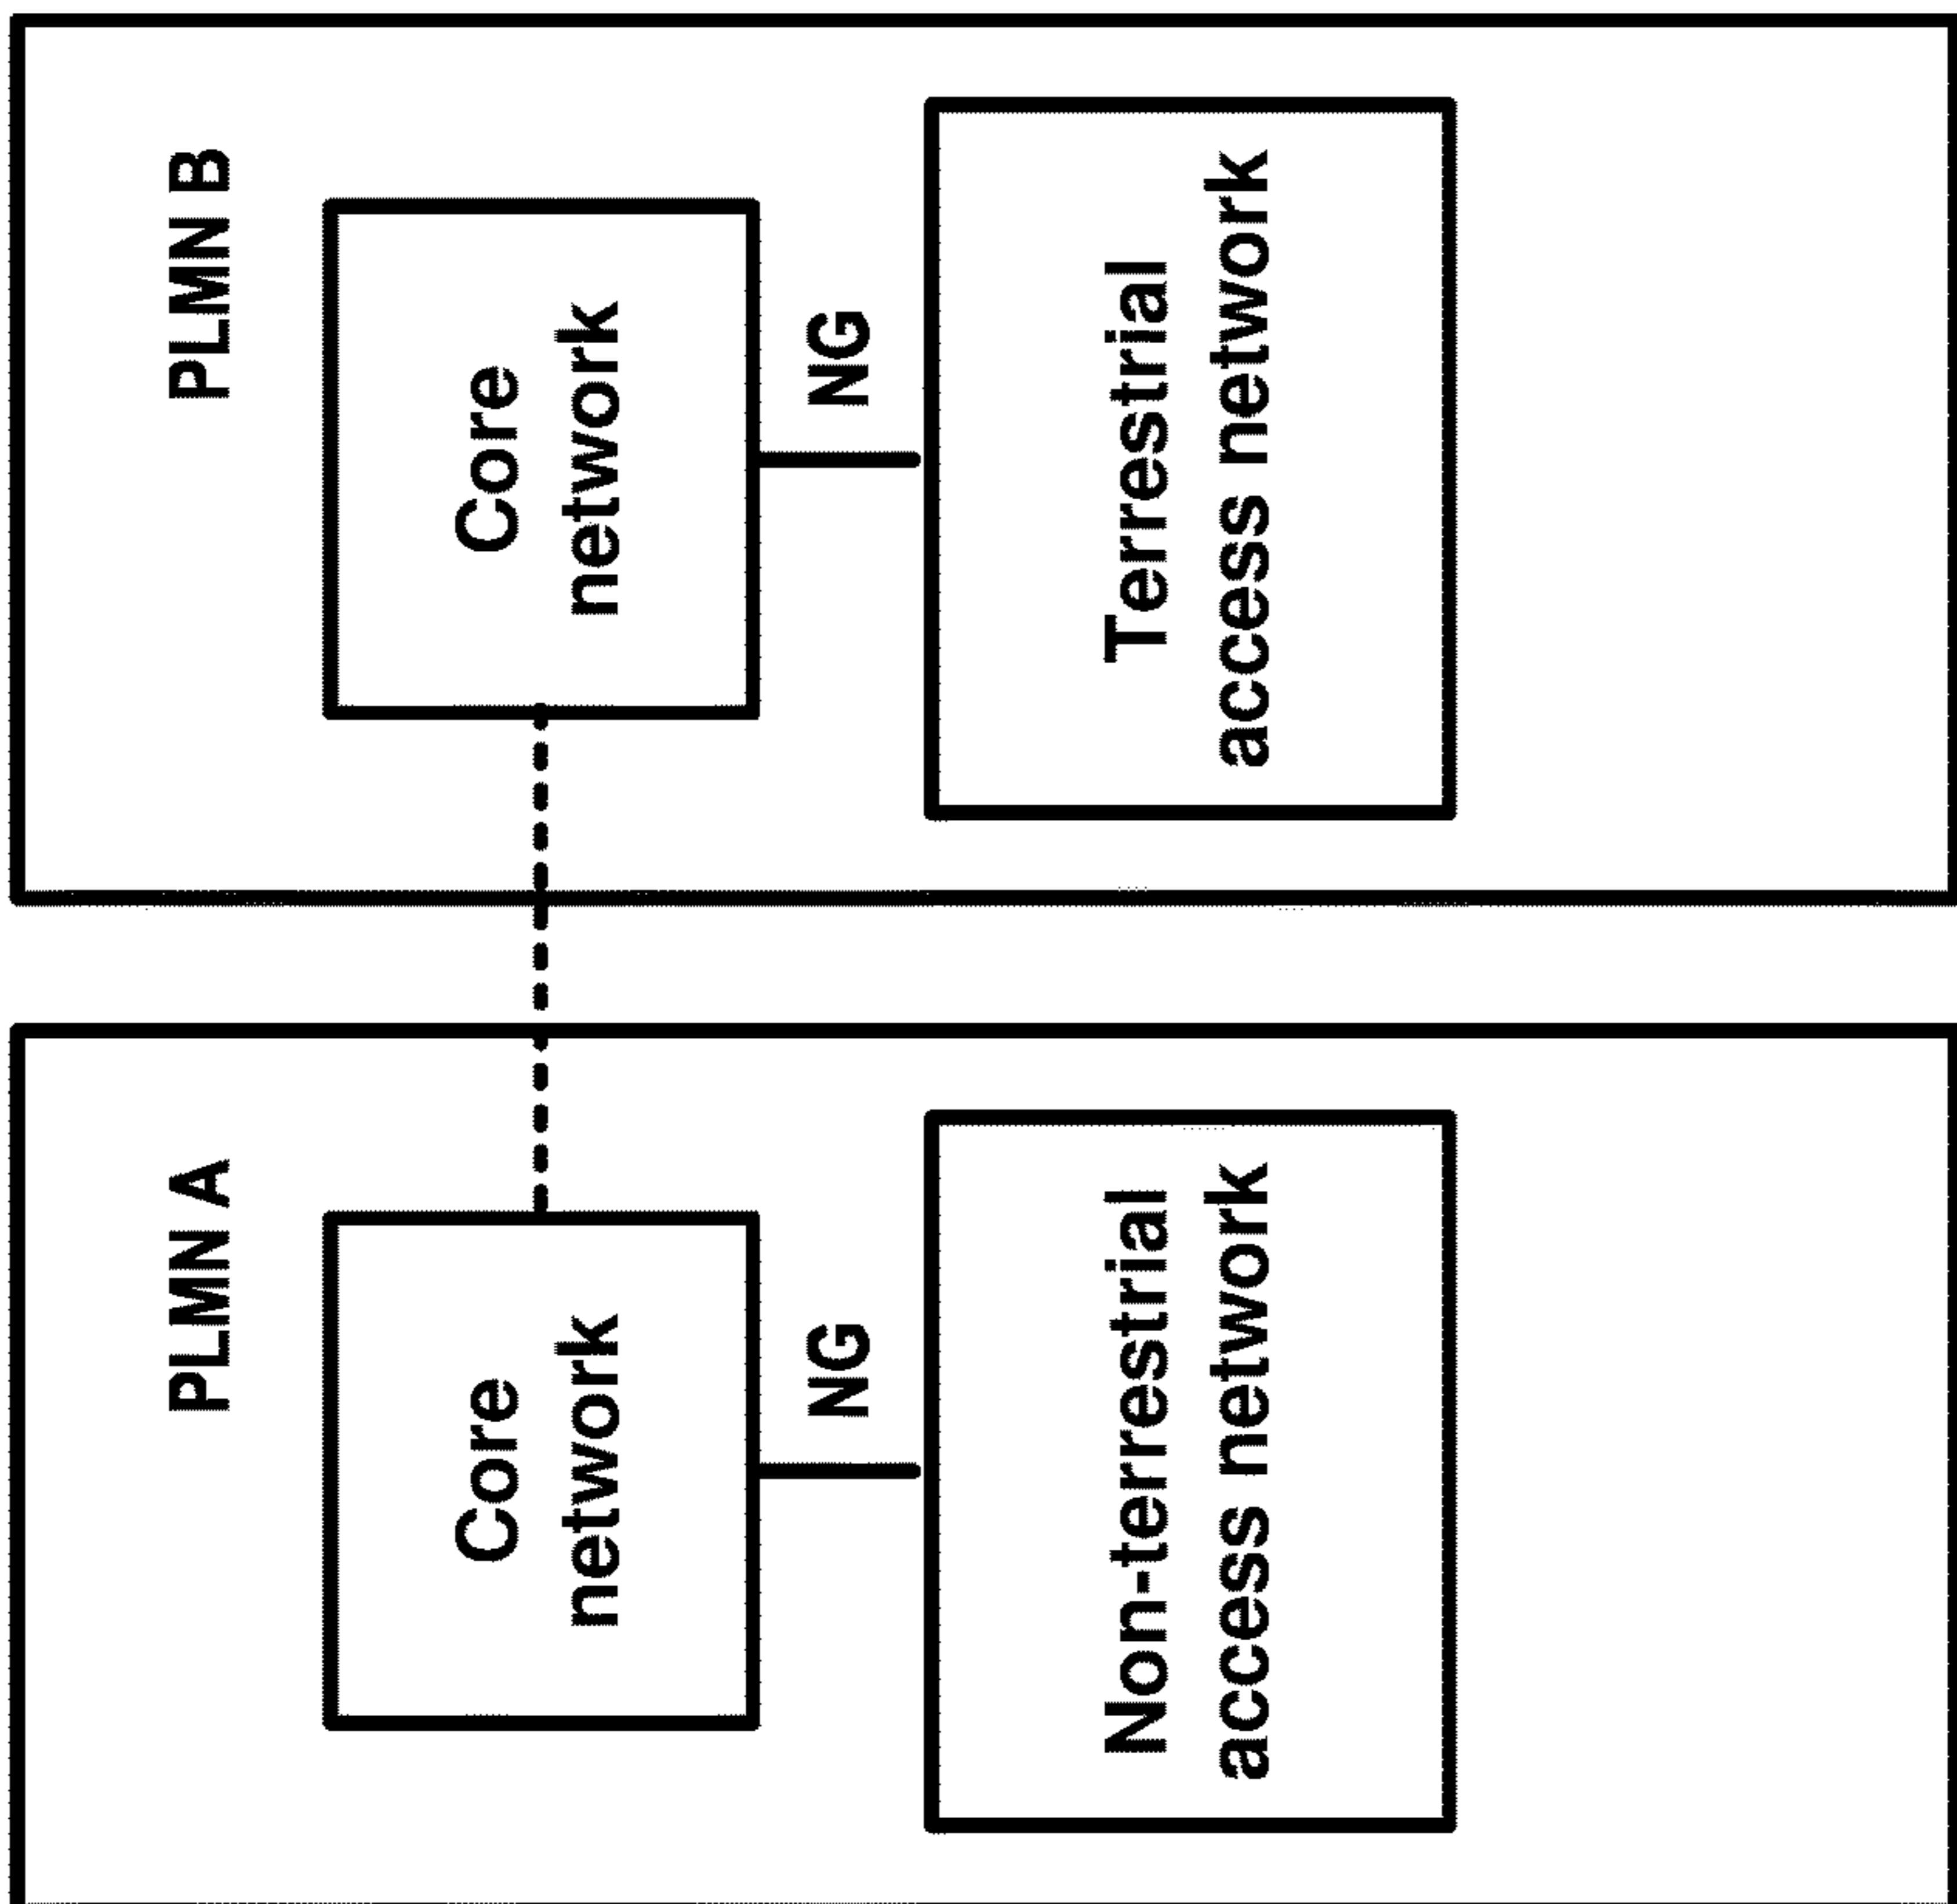 PLMN A
Core
network
NG
Non-terrestrial
access network
PLMN B
Core
network
NG
Terrestrial
access network